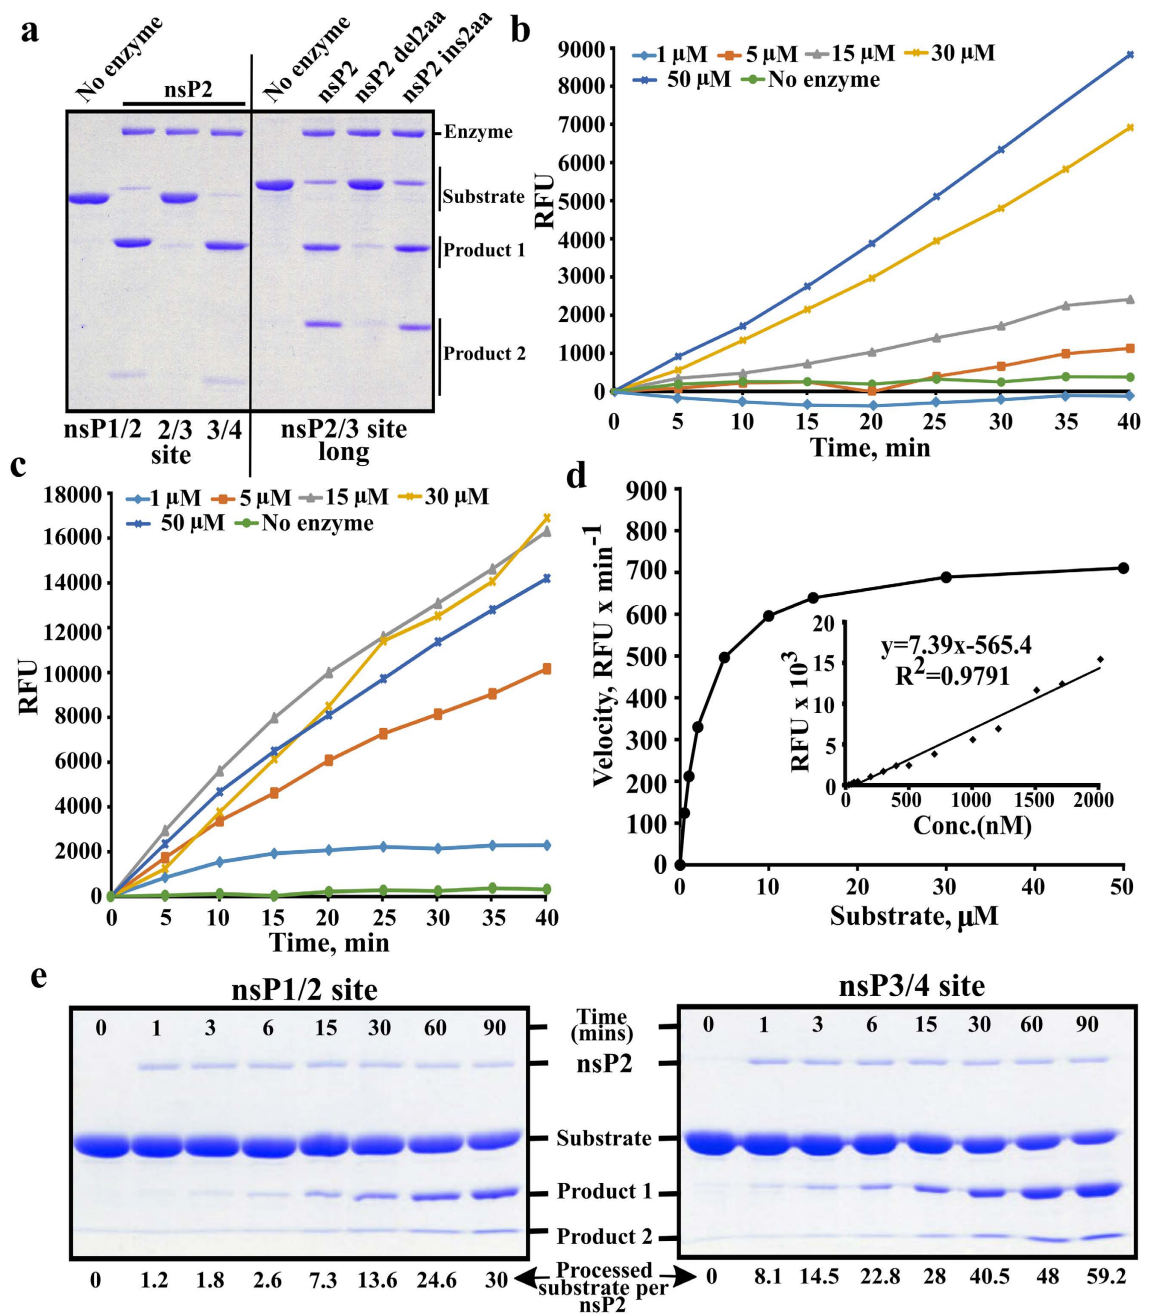 a
No enzyme
nsP2
No enzyme
nsP2
nsP2 del2aa
nsP2 ins2aa
Enzyme
Substrate
Product 1
Product 2
nsP1/2 2/3 3/4
site
nsP2/3 site
long
b
1 μM 5 μM 15 μM 30 μM
50 μM No enzyme
9000
8000
7000
6000
5000
4000
3000
2000
1000
0
RFU
0 5 10 15 20 25 30 35 40
Time, min
c
1 μM 5 μM 15 μM 30 μM
50 μM No enzyme
18000
16000
14000
12000
10000
8000
6000
4000
2000
0
RFU
0 5 10 15 20 25 30 35 40
Time, min
d
900
800
700
600
500
400
300
200
100
0
Velocity, RFU x min-1
0 10 20 30 40 50
Substrate, μM
20
15
10
5
0
RFU x 10³
y=7.39x-565.4
R²=0.9791
0 500 1000 1500 2000
Conc.(nM)
e
nsP1/2 site
0 1 3 6 15 30 60 90
Time
(mins)
nsP2
Substrate
Product 1
Product 2
0 1.2 1.8 2.6 7.3 13.6 24.6 30
Processed
substrate per
nsP2
nsP3/4 site
0 1 3 6 15 30 60 90
0 8.1 14.5 22.8 28 40.5 48 59.2